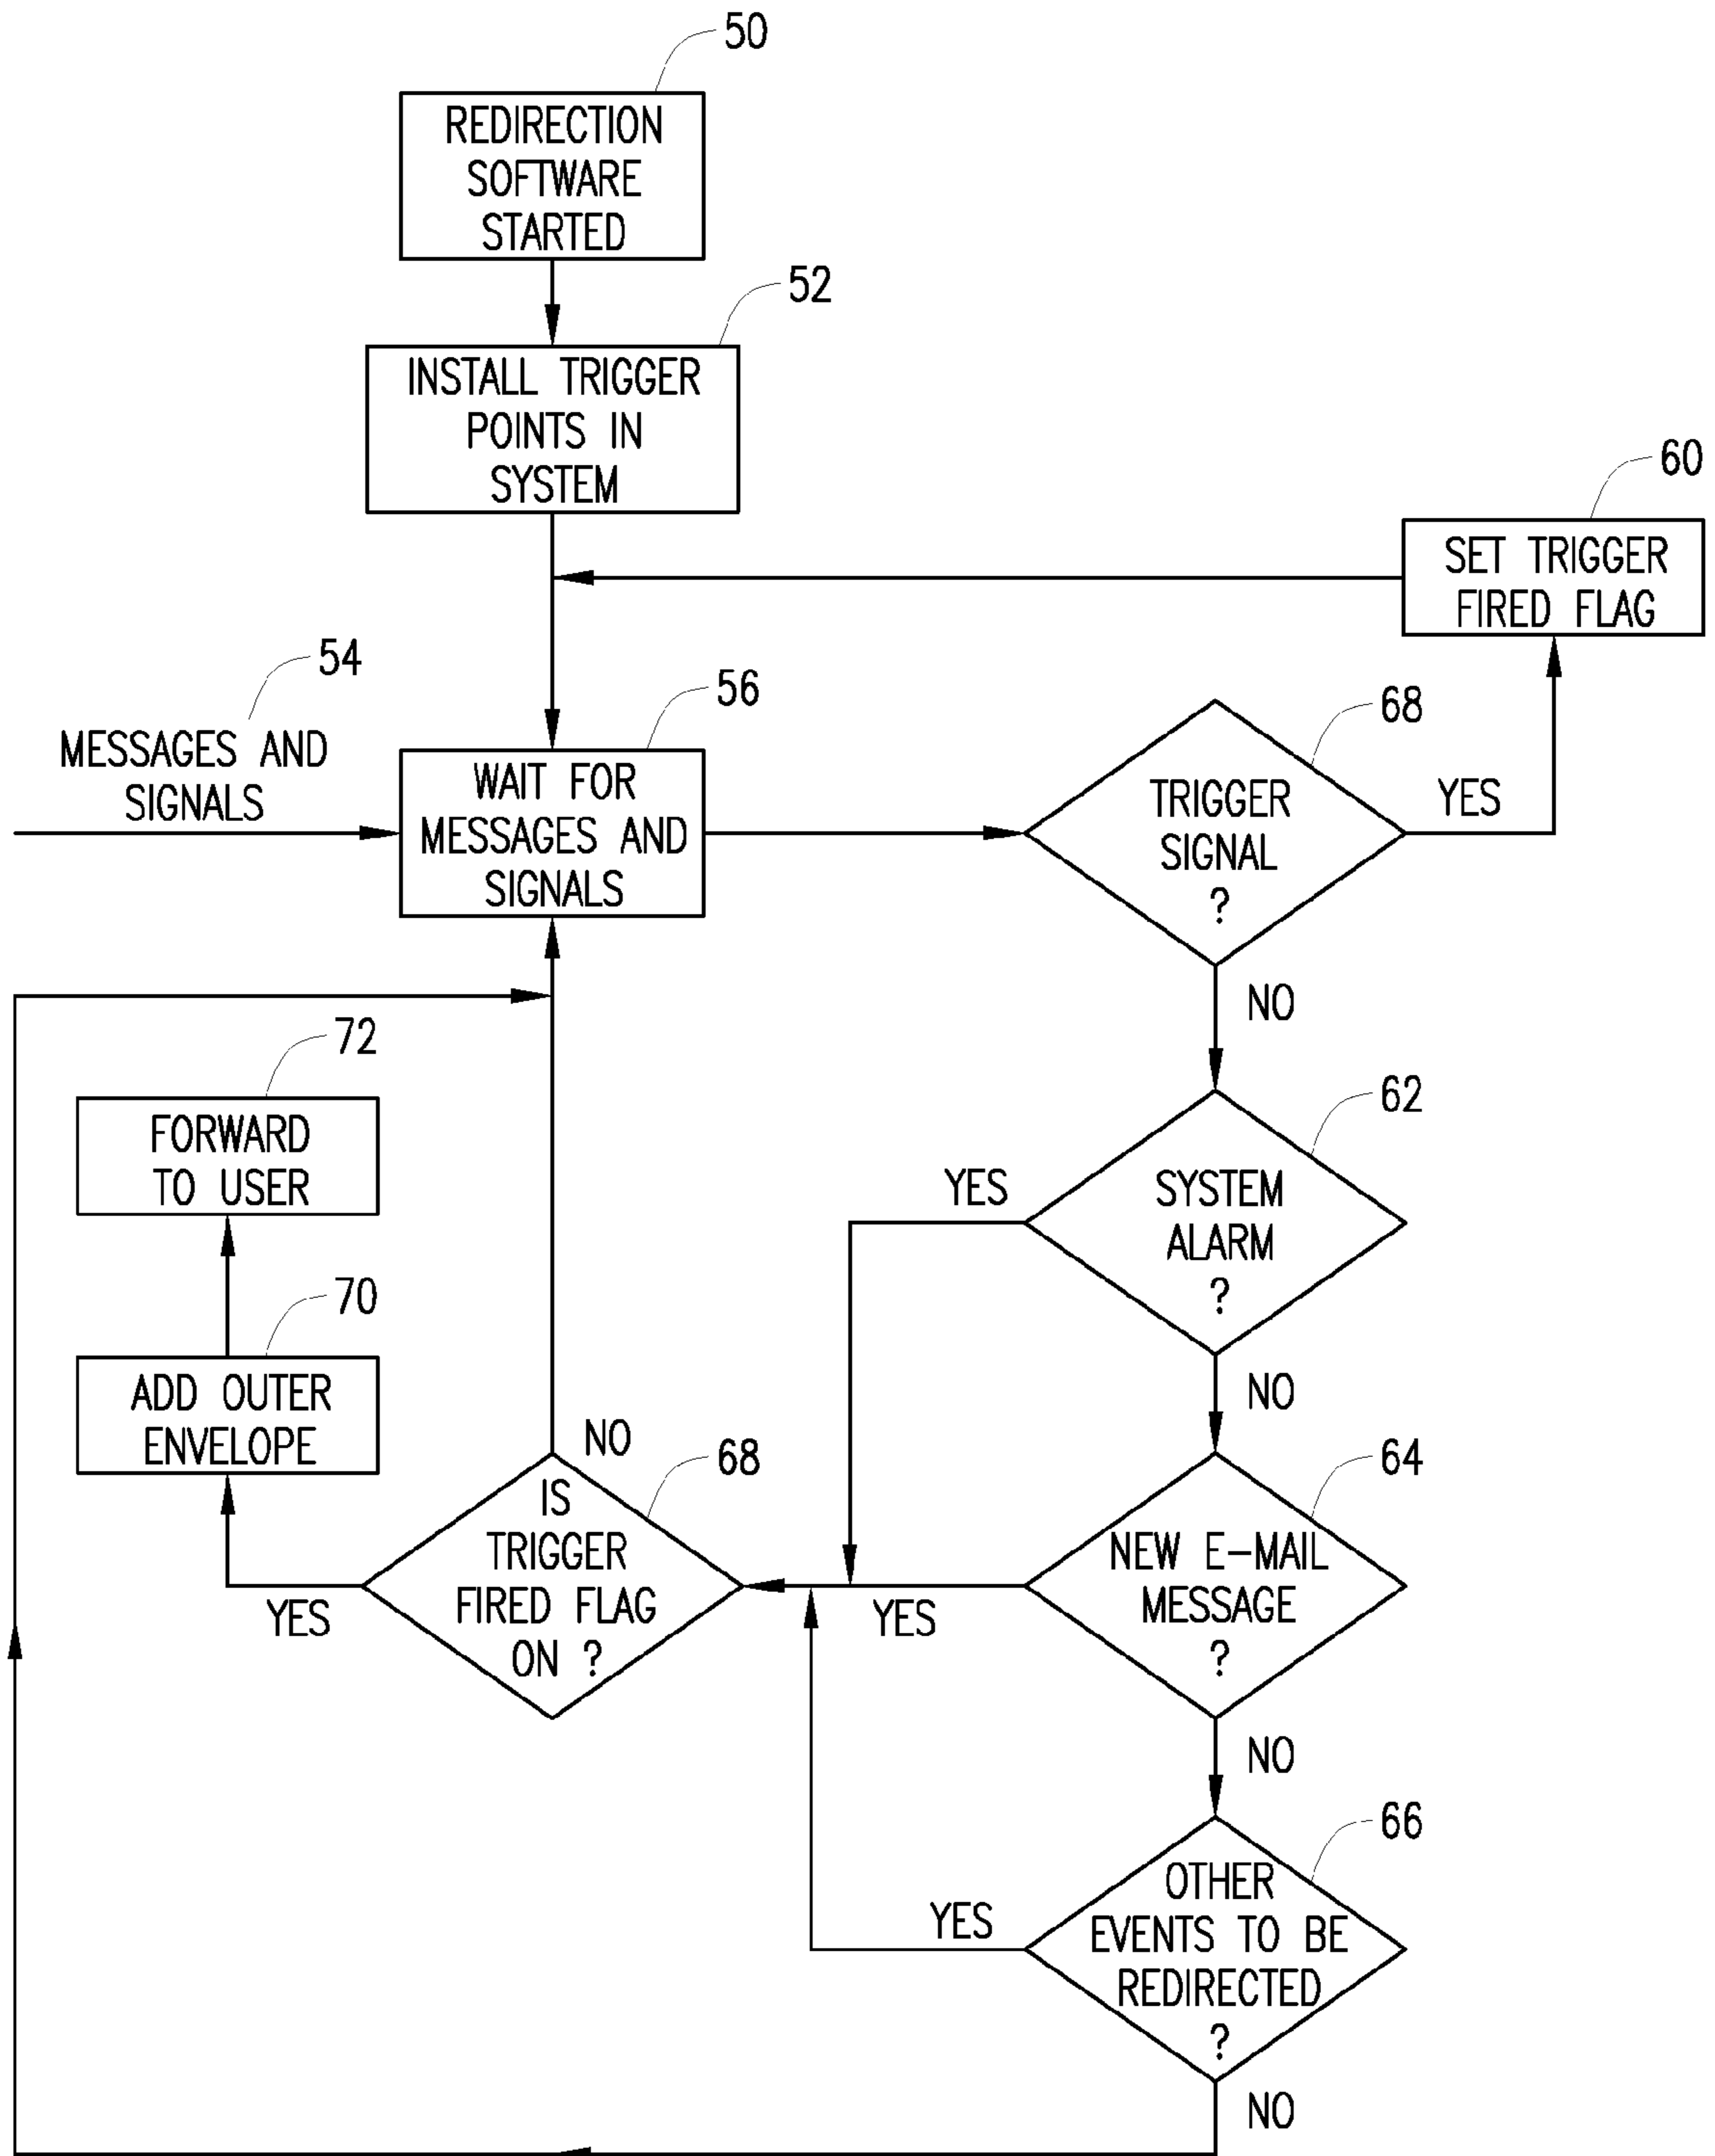 50
REDIRECTION
SOFTWARE
STARTED
52
INSTALL TRIGGER
POINTS IN
SYSTEM
60
SET TRIGGER
FIRED FLAG
54
MESSAGES AND
SIGNALS
56
WAIT FOR
MESSAGES AND
SIGNALS
68
TRIGGER
SIGNAL
?
YES
NO
72
FORWARD
TO USER
62
SYSTEM
ALARM
?
YES
NO
70
ADD OUTER
ENVELOPE
NO
68
IS
TRIGGER
FIRED FLAG
ON ?
YES
64
NEW E-MAIL
MESSAGE
?
YES
NO
66
OTHER
EVENTS TO BE
REDIRECTED
?
YES
NO